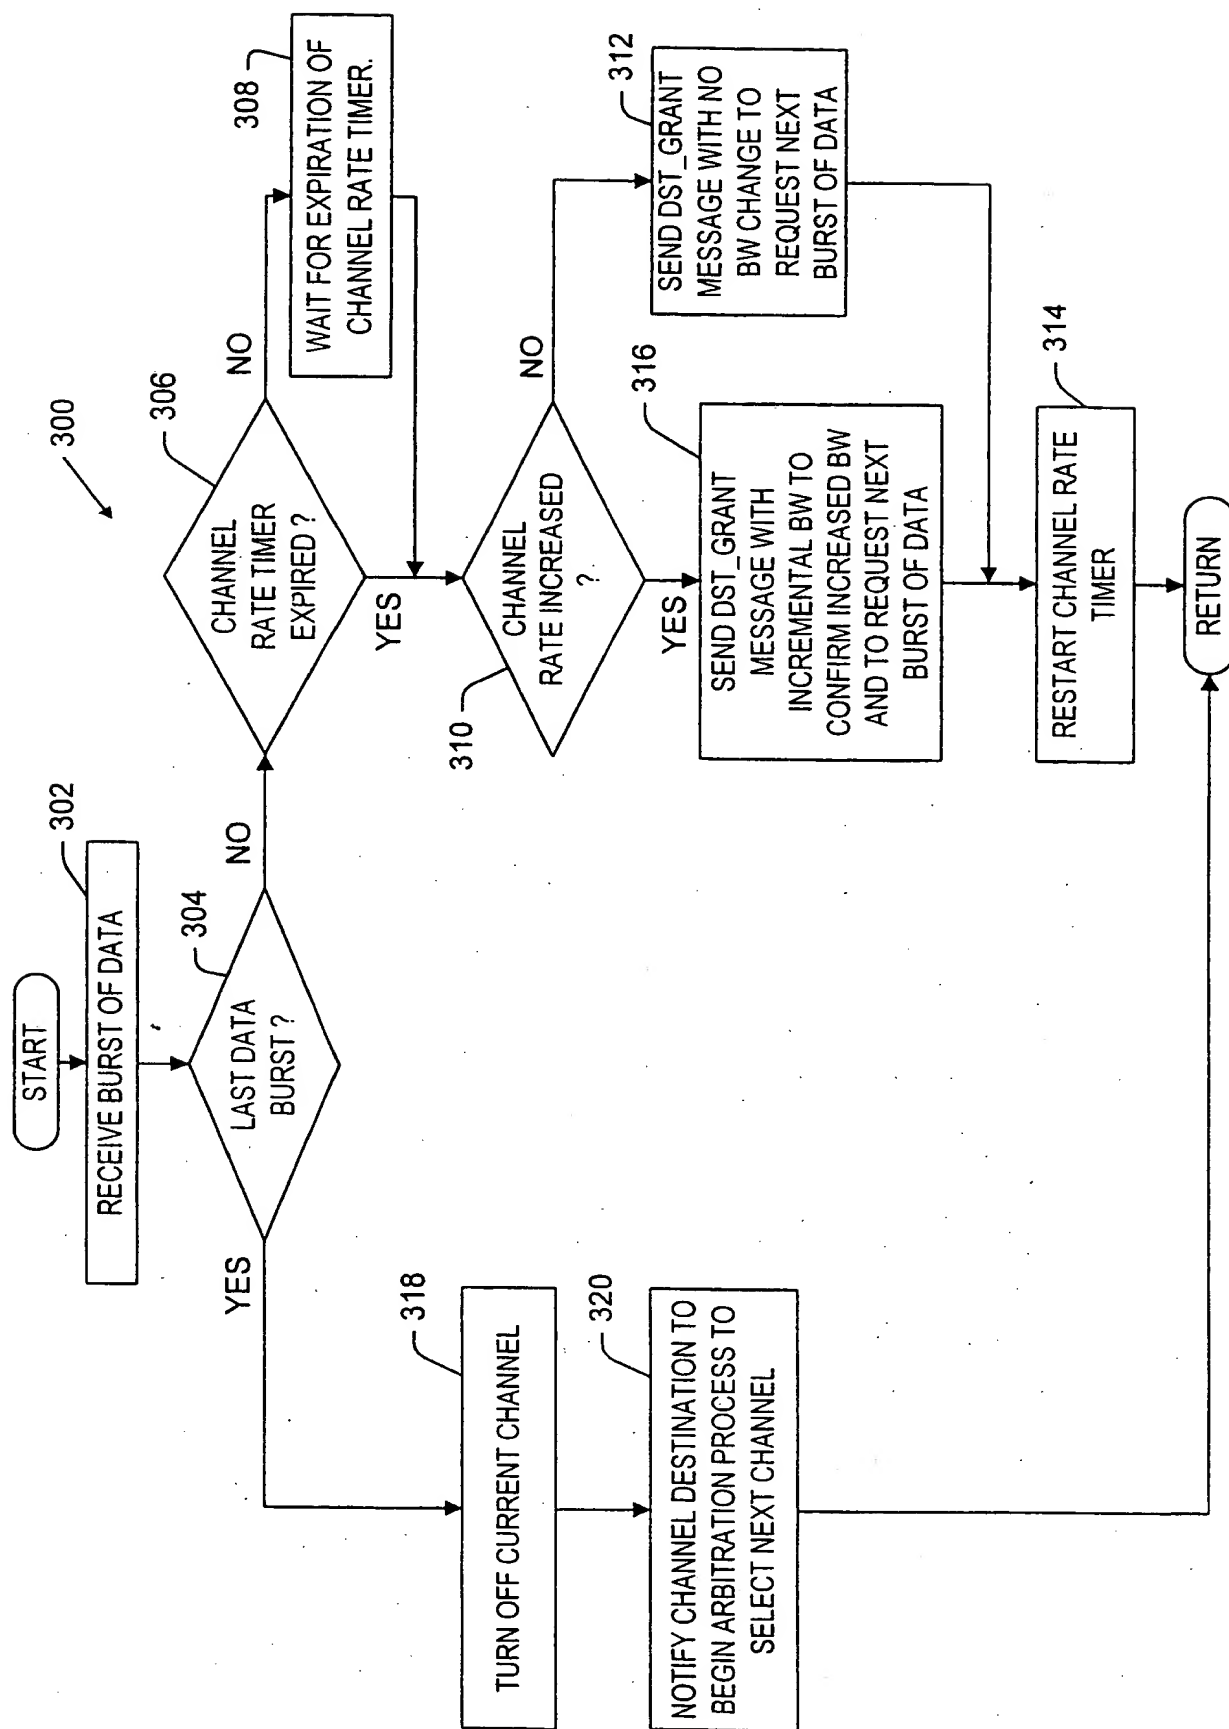 300
START
302
RECEIVE BURST OF DATA
304
LAST DATA
BURST ?
YES
NO
306
CHANNEL
RATE TIMER
EXPIRED ?
NO
YES
308
WAIT FOR EXPIRATION OF
CHANNEL RATE TIMER.
310
CHANNEL
RATE INCREASED
?
NO
YES
312
SEND DST_GRANT
MESSAGE WITH NO
BW CHANGE TO
REQUEST NEXT
BURST OF DATA
316
SEND DST_GRANT
MESSAGE WITH
INCREMENTAL BW TO
CONFIRM INCREASED BW
AND TO REQUEST NEXT
BURST OF DATA
314
RESTART CHANNEL RATE
TIMER
318
TURN OFF CURRENT CHANNEL
320
NOTIFY CHANNEL DESTINATION TO
BEGIN ARBITRATION PROCESS TO
SELECT NEXT CHANNEL
RETURN